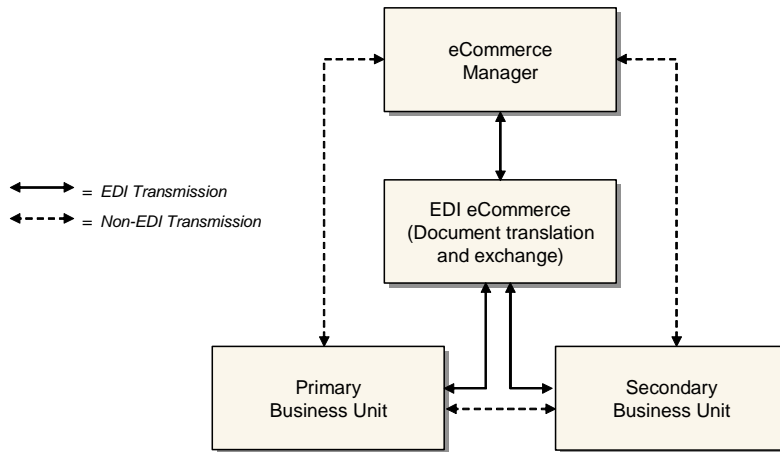 eCommerce
Manager
= EDI Transmission
= Non-EDI Transmission
EDI eCommerce
(Document translation
and exchange)
Primary
Business Unit
Secondary
Business Unit